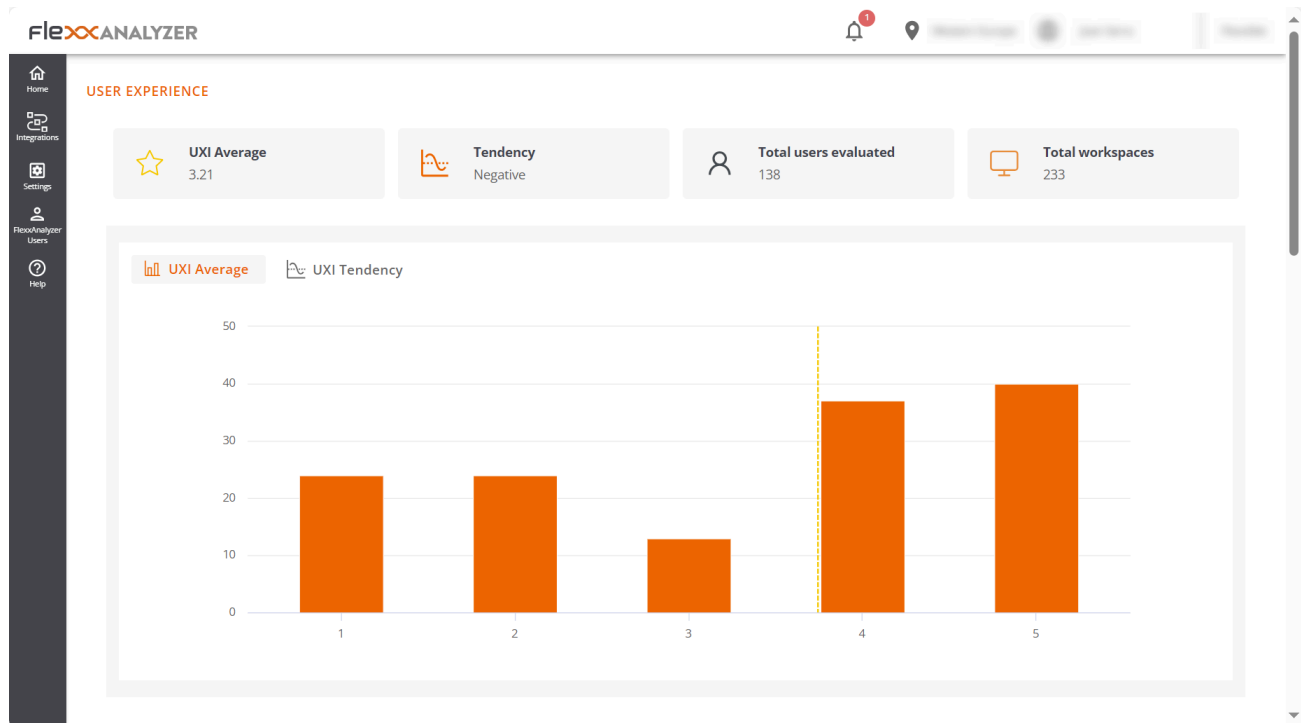 FlexxANALYZER
1
Home
Integrations
Settings
FlexxAnalyzer
Users
Help
USER EXPERIENCE
UXI Average
3.21
Tendency
Negative
Total users evaluated
138
Total workspaces
233
UXI Average
UXI Tendency
50
40
30
20
10
0
1
2
3
4
5